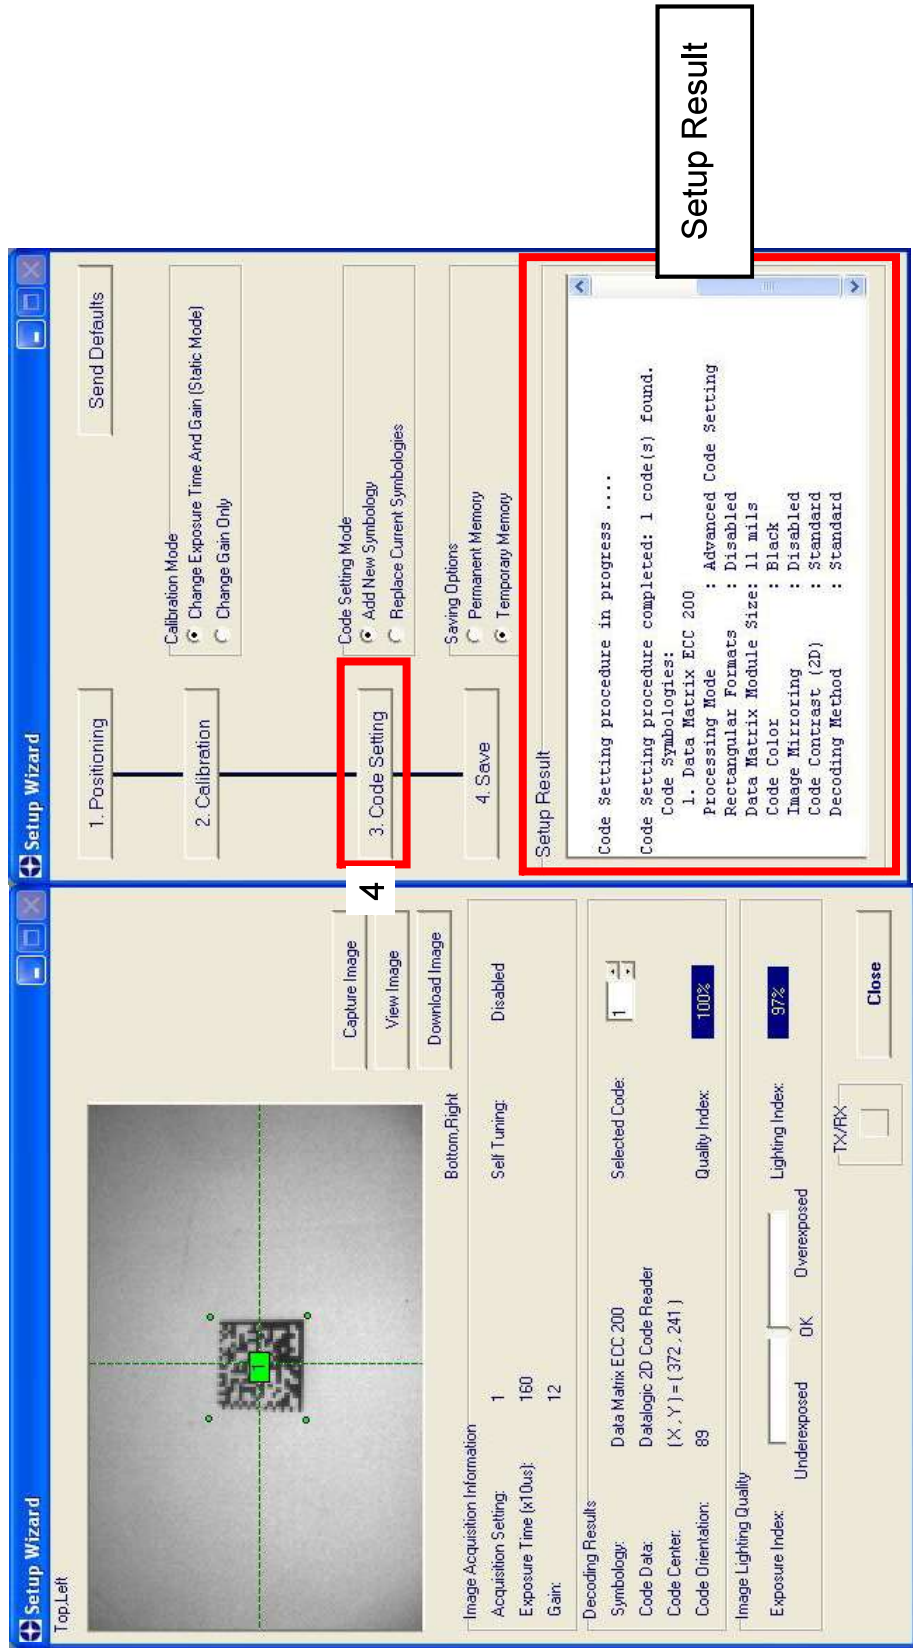 Setup Wizard
Top,Left
1
Bottom,Right
Capture Image
View Image
Download Image
Image Acquisition Information
Acquisition Setting: 1 Self Tuning: Disabled
Exposure Time (x10us): 160
Gain: 12
Decoding Results
Symbology: Data Matrix ECC 200 Selected Code: 1
Code Data: Datalogic 2D Code Reader
Code Center: ( X , Y ) = ( 372 , 241 )
Code Orientation: 89 Quality Index: 100%
Image Lighting Quality
Exposure Index: Lighting Index: 97%
Underexposed OK Overexposed
TX/RX
Close
Setup Wizard
1. Positioning Send Defaults
Calibration Mode
2. Calibration
Change Exposure Time And Gain (Static Mode)
Change Gain Only
4
Code Setting Mode
3. Code Setting
Add New Symbology
Replace Current Symbologies
Saving Options
4. Save
Permanent Memory
Temporary Memory
Setup Result
Code Setting procedure in progress ....
Code Setting procedure completed: 1 code(s) found.
Code Symbologies:
1. Data Matrix ECC 200
Processing Mode : Advanced Code Setting
Rectangular Formats : Disabled
Data Matrix Module Size: 11 mils
Code Color : Black
Image Mirroring : Disabled
Code Contrast (2D) : Standard
Decoding Method : Standard
Setup Result